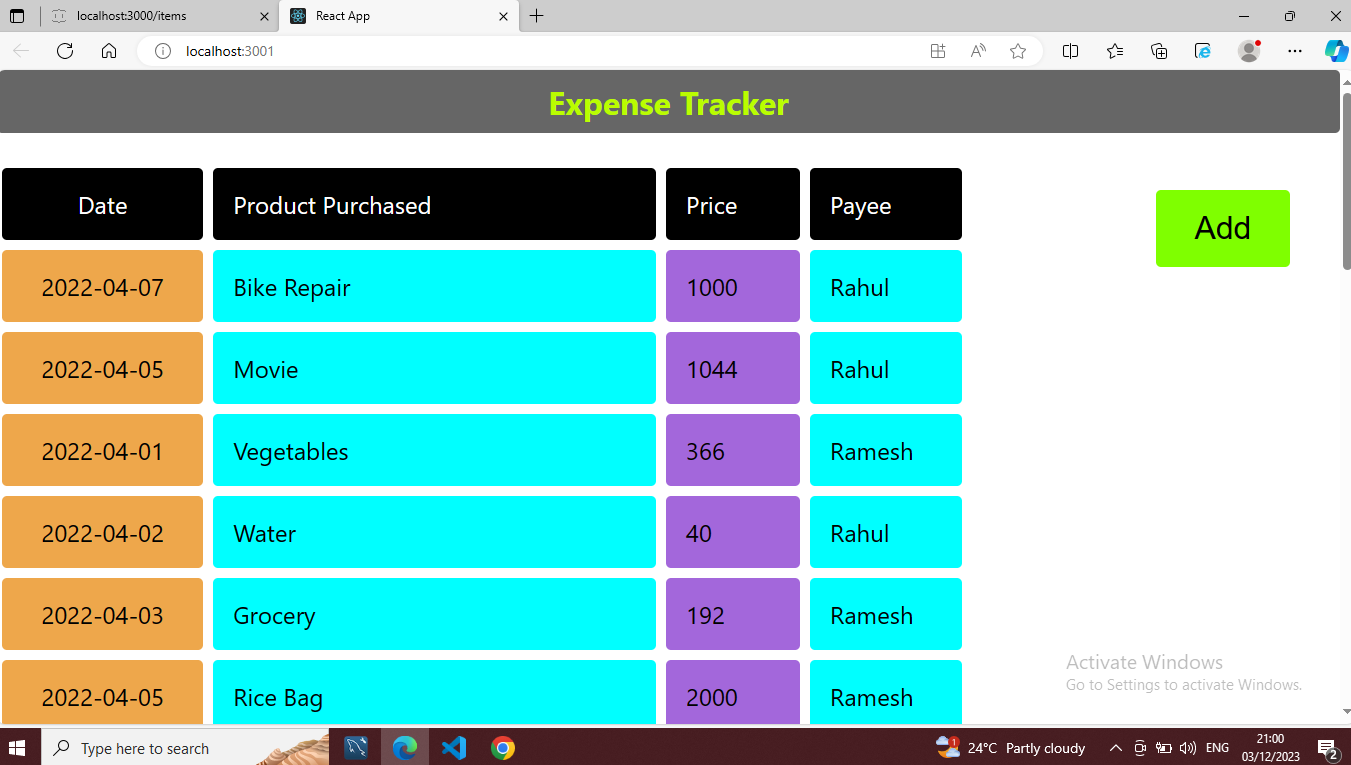 localhost:3000/items
React App
localhost:3001
Expense Tracker
Date Product Purchased Price Payee
Add
2022-04-07 Bike Repair 1000 Rahul
2022-04-05 Movie 1044 Rahul
2022-04-01 Vegetables 366 Ramesh
2022-04-02 Water 40 Rahul
2022-04-03 Grocery 192 Ramesh
2022-04-05 Rice Bag 2000 Ramesh
Activate Windows
Go to Settings to activate Windows.
Type here to search
1
24°C Partly cloudy
ENG
21:00
03/12/2023
2